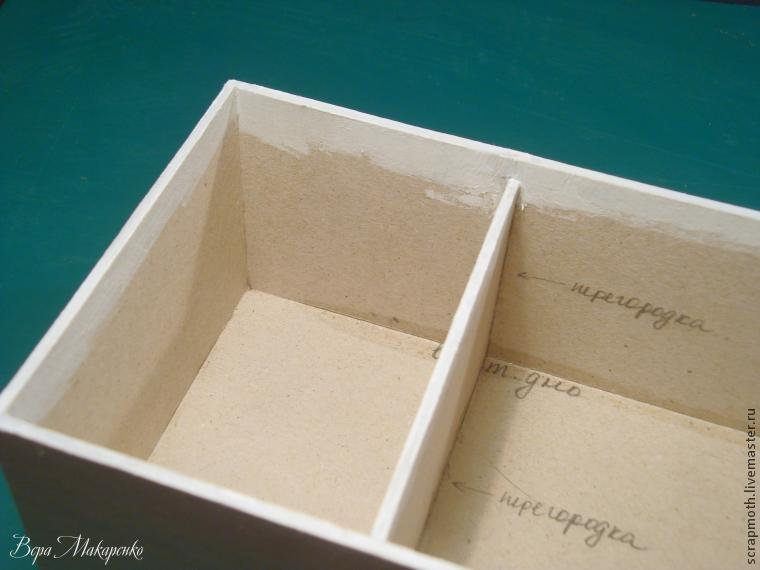 ← перегородка
т. дно
← перегородка
Вера Макаренко
scrapmoth.livemaster.ru